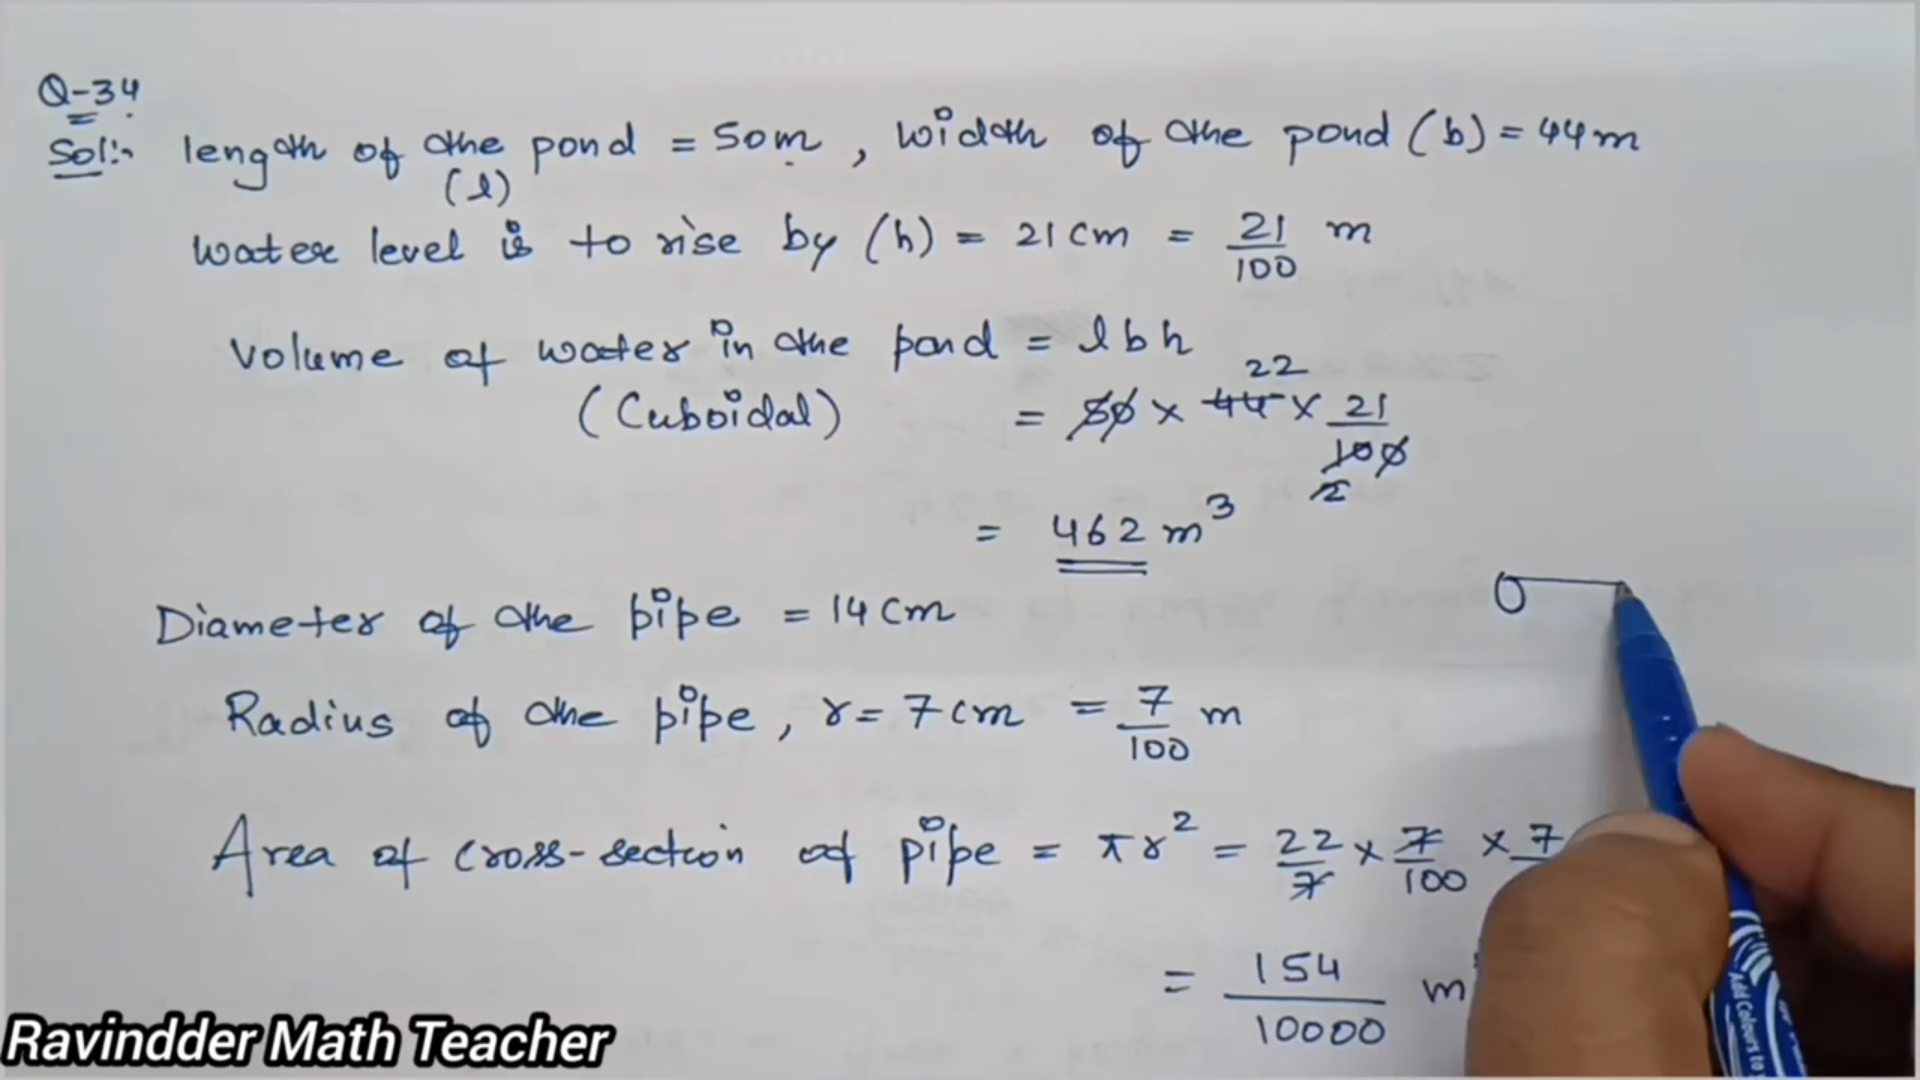 Q-34
Sol:- length of the pond = 50m, width of the pond (b) = 44m
(l)
water level is to rise by (h) = 21 cm = 21/100 m
Volume of water in the pond = lbh
(Cuboidal) = 50 × 44 × 21/100
22
2
= 462 m³
Diameter of the pipe = 14 cm
Radius of the pipe, r = 7 cm = 7/100 m
Area of cross-section of pipe = πr² = 22/7 × 7/100 × 7
= 154/10000 m
Ravindder Math Teacher
Add Colours to